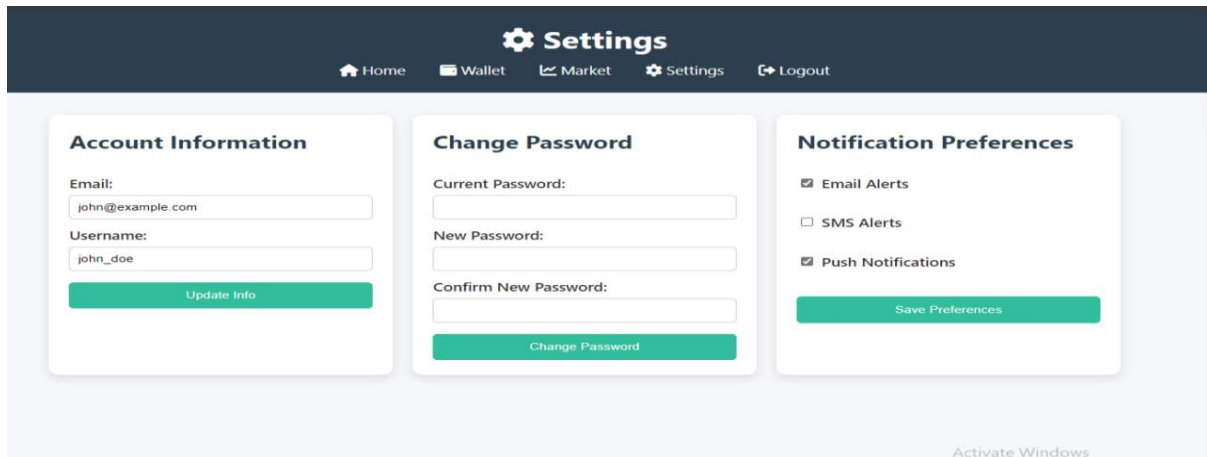 Settings
Home Wallet Market Settings Logout
Account Information
Email:
john@example.com
Username:
john_doe
Update Info
Change Password
Current Password:
New Password:
Confirm New Password:
Change Password
Notification Preferences
Email Alerts
SMS Alerts
Push Notifications
Save Preferences
Activate Windows